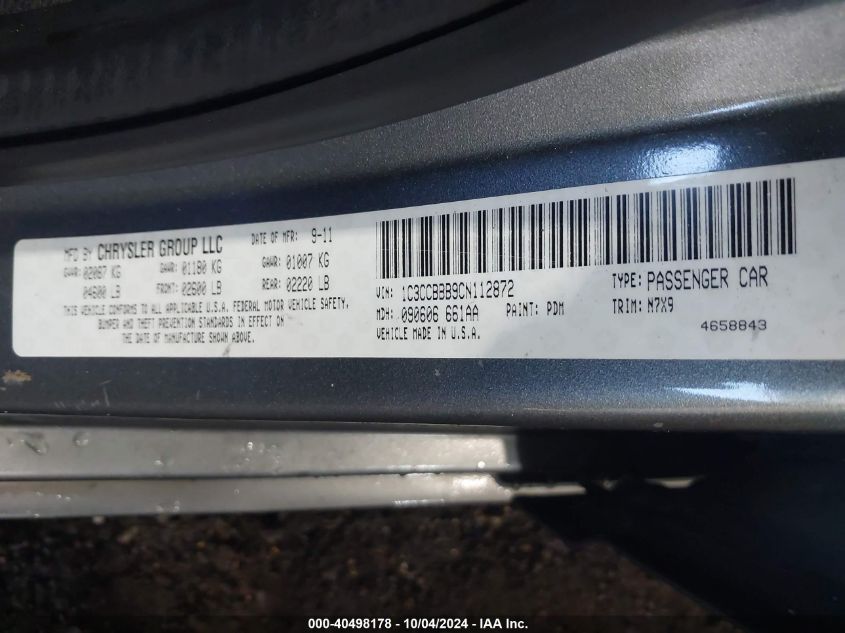 MFD BY CHRYSLER GROUP LLC DATE OF MFR: 9-11
GVWR: 02087 KG GAWR: 01180 KG GAWR: 01007 KG
04600 LB FRONT: 02600 LB REAR: 02220 LB
THIS VEHICLE CONFORMS TO ALL APPLICABLE U.S.A. FEDERAL MOTOR VEHICLE SAFETY,
BUMPER AND THEFT PREVENTION STANDARDS IN EFFECT ON
THE DATE OF MANUFACTURE SHOWN ABOVE.
VIN: 1C3CCBBB9CN112872 TYPE: PASSENGER CAR
MDH: 090606 661AA PAINT: PDM TRIM: N7X9
VEHICLE MADE IN U.S.A. 4658843
000-40498178 - 10/04/2024 - IAA Inc.